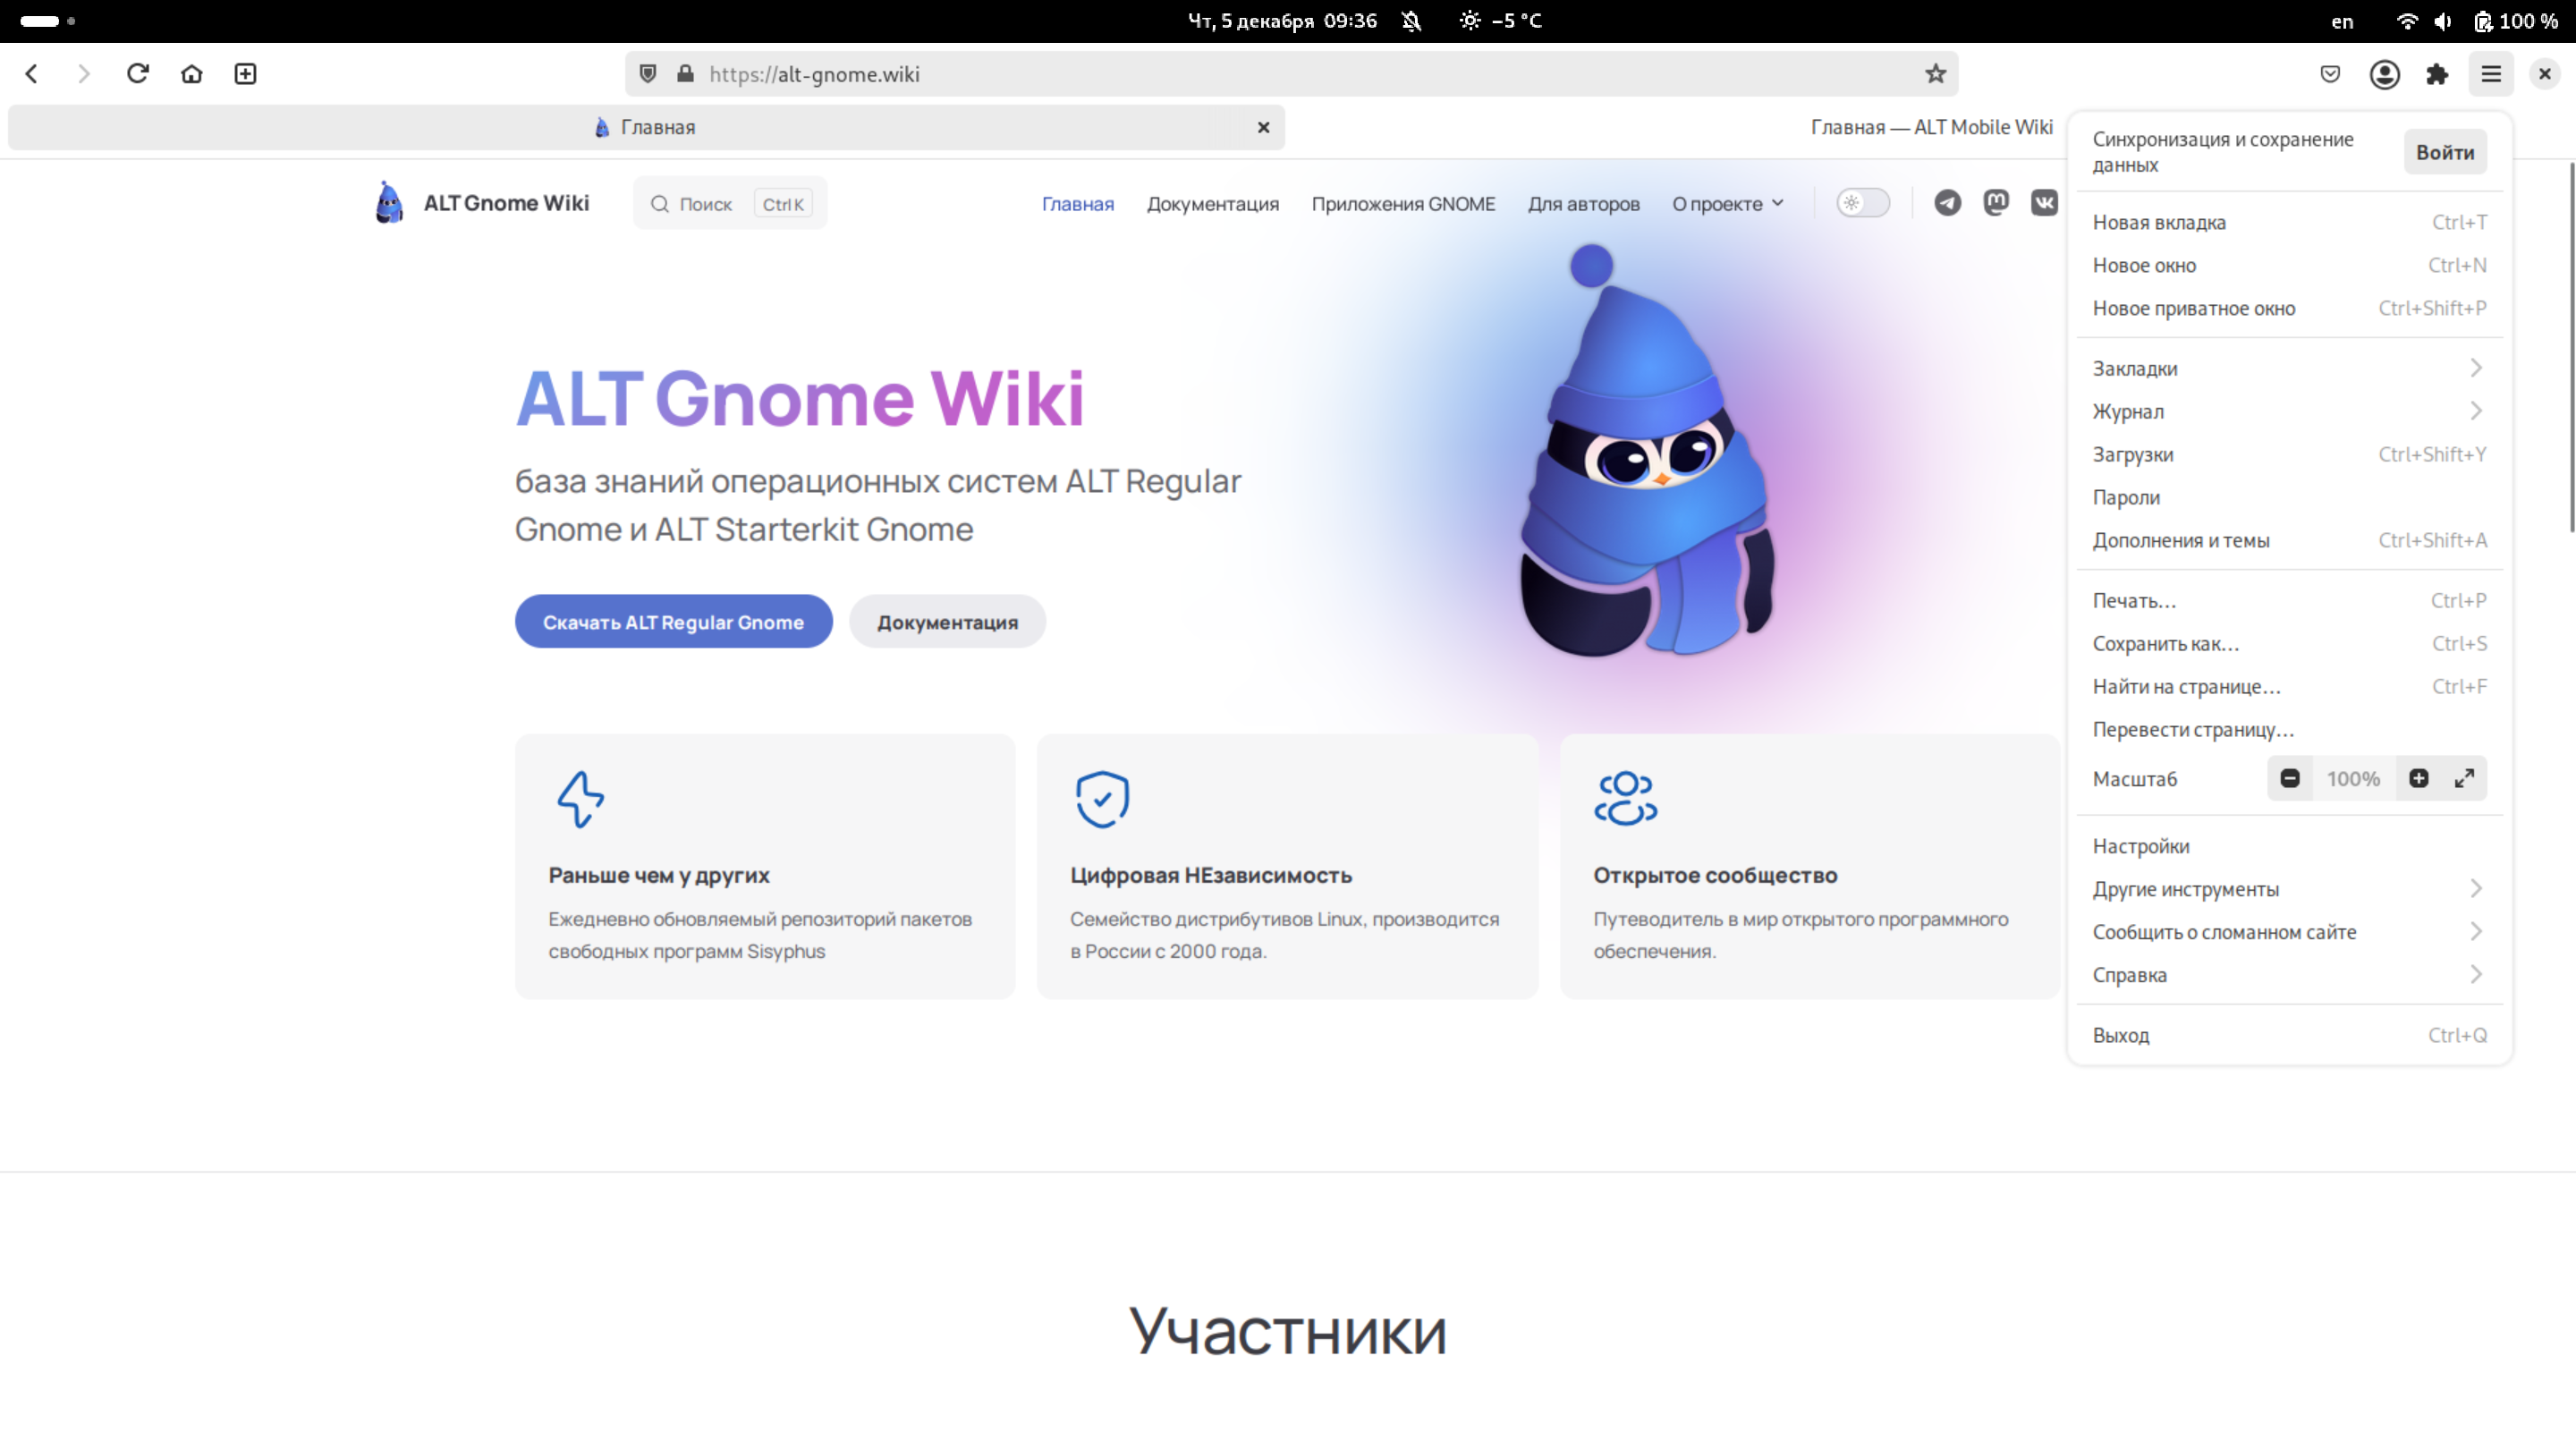 Чт, 5 декабря 09:36 −5 °C
en 100 %
https://alt-gnome.wiki
Главная
Главная — ALT Mobile Wiki
ALT Gnome Wiki
Поиск Ctrl K
Главная Документация Приложения GNOME Для авторов О проекте
ALT Gnome Wiki
база знаний операционных систем ALT Regular
Gnome и ALT Starterkit Gnome
Скачать ALT Regular Gnome Документация
Раньше чем у других
Ежедневно обновляемый репозиторий пакетов
свободных программ Sisyphus
Цифровая НЕзависимость
Семейство дистрибутивов Linux, производится
в России с 2000 года.
Открытое сообщество
Путеводитель в мир открытого программного
обеспечения.
Синхронизация и сохранение
данных
Войти
Новая вкладка Ctrl+T
Новое окно Ctrl+N
Новое приватное окно Ctrl+Shift+P
Закладки
Журнал
Загрузки Ctrl+Shift+Y
Пароли
Дополнения и темы Ctrl+Shift+A
Печать… Ctrl+P
Сохранить как… Ctrl+S
Найти на странице… Ctrl+F
Перевести страницу…
Масштаб 100%
Настройки
Другие инструменты
Сообщить о сломанном сайте
Справка
Выход Ctrl+Q
Участники